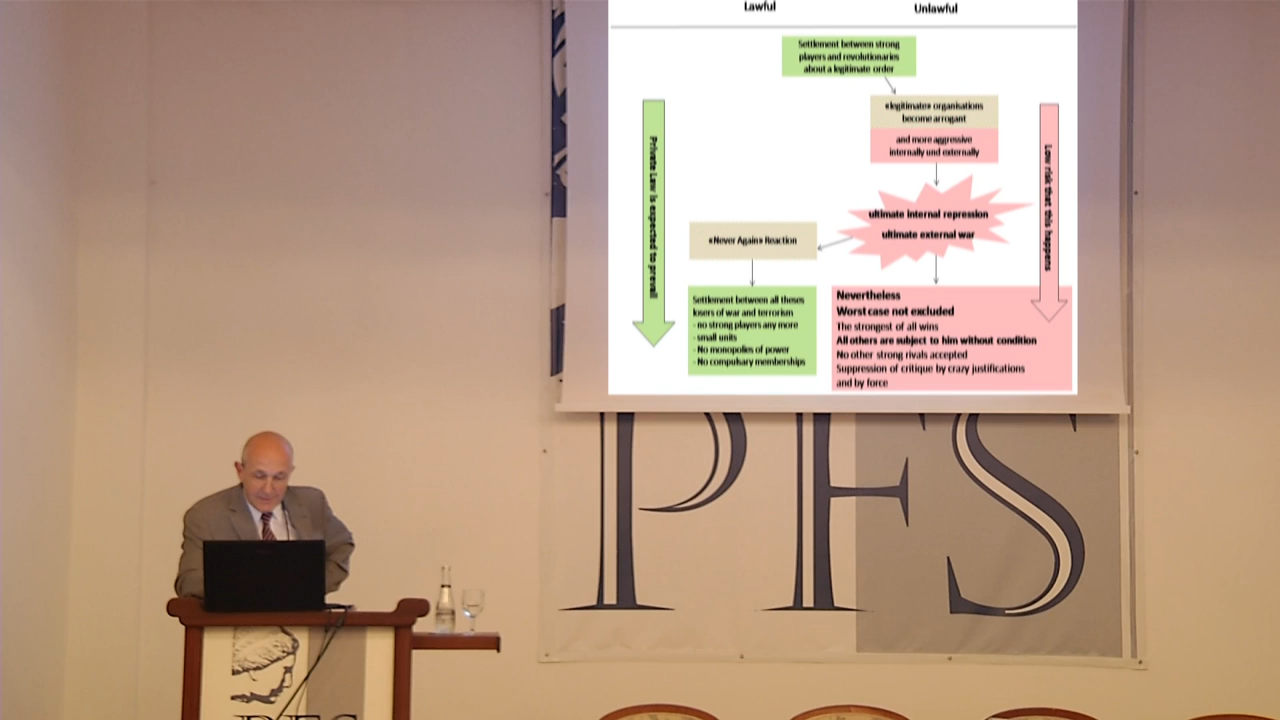 Lawful
Unlawful
Settlement between strong
players and revolutionaries
about a legitimate order
«legitimate» organisations
become arrogant
and more aggressive
internally und externally
ultimate internal repression
ultimate external war
«Never Again» Reaction
Settlement between all theses
losers of war and terrorism
- no strong players any more
- small units
- No monopolies of power
- No compulsary memberships
Nevertheless
Worst case not excluded
The strongest of all wins
All others are subject to him without condition
No other strong rivals accepted
Suppression of critique by crazy justifications
and by force
Private Law is expected to prevail
Low risk that this happens
PFS
PFS